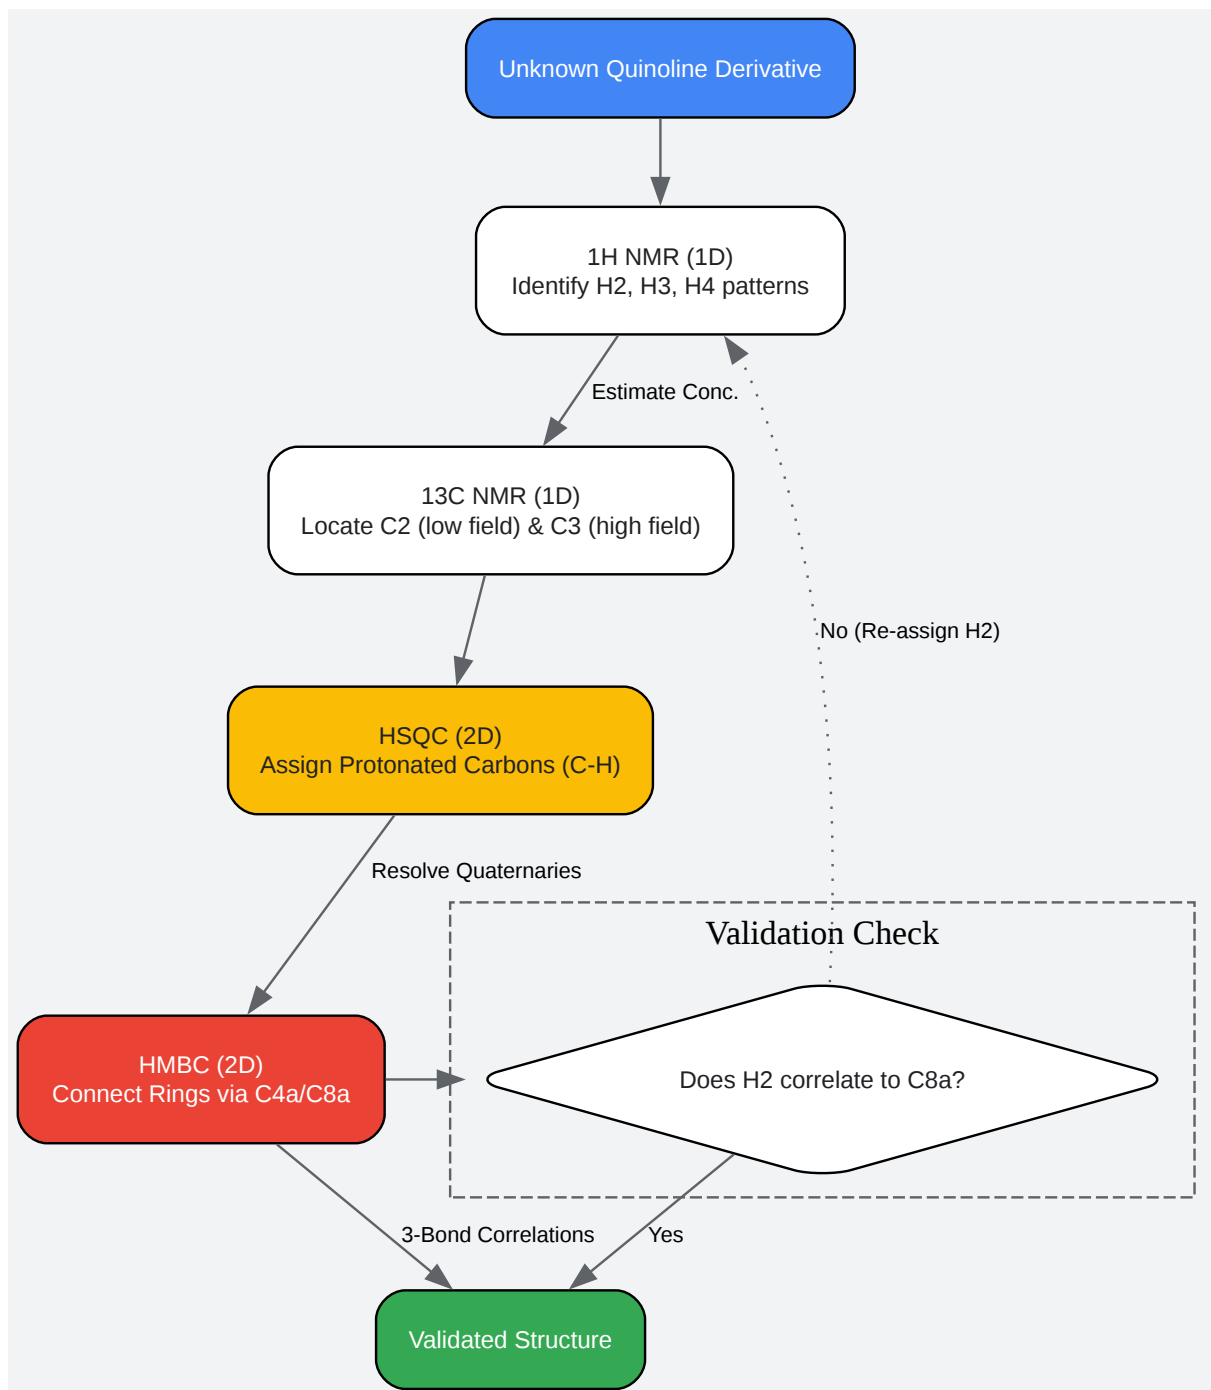 Unknown Quinoline Derivative
1H NMR (1D)
Identify H2, H3, H4 patterns
Estimate Conc.
13C NMR (1D)
Locate C2 (low field) & C3 (high field)
No (Re-assign H2)
HSQC (2D)
Assign Protonated Carbons (C-H)
Resolve Quaternaries
Validation Check
HMBC (2D)
Connect Rings via C4a/C8a
Does H2 correlate to C8a?
3-Bond Correlations
Yes
Validated Structure